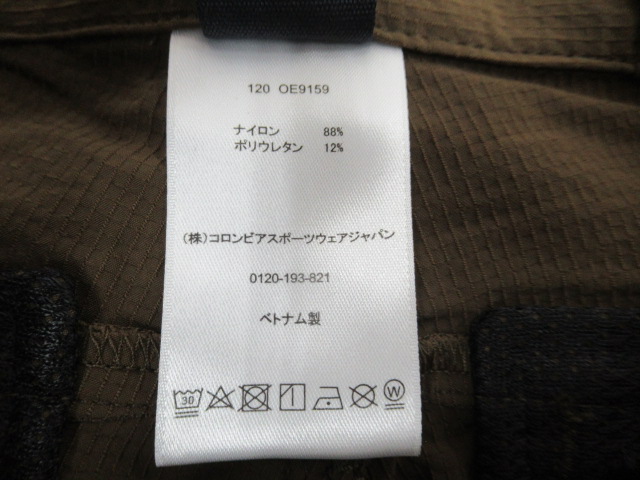 120 OE9159
ナイロン 88%
ポリウレタン 12%
(株)コロンビアスポーツウェアジャパン
0120-193-821
ベトナム製
30 W